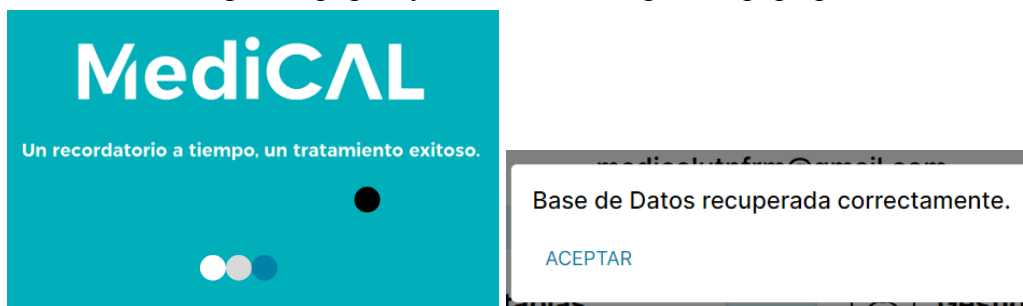 MediCAL
Un recordatorio a tiempo, un tratamiento exitoso.
Base de Datos recuperada correctamente.
ACEPTAR